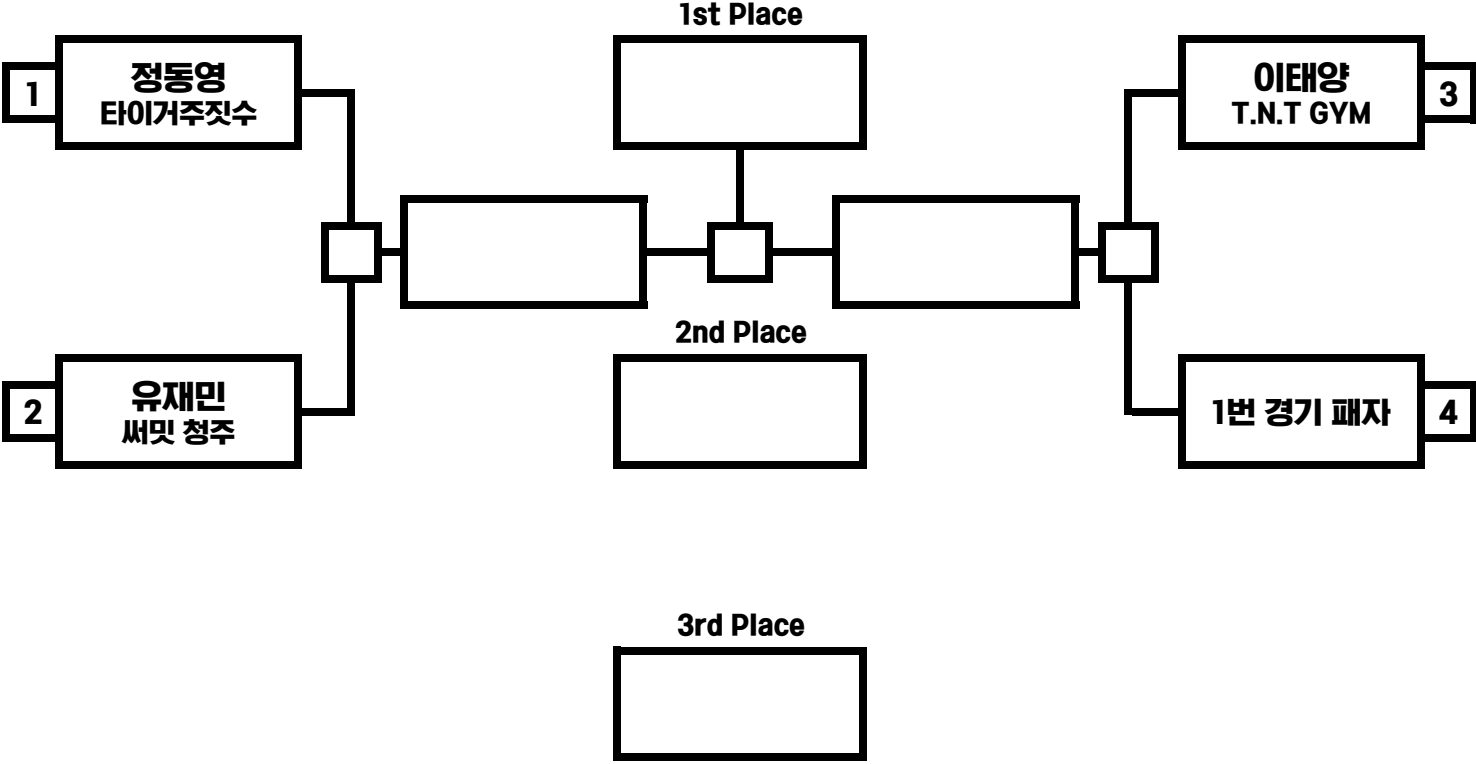 1st Place
1
정동영
타이거주짓수
이태양
T.N.T GYM
3
2nd Place
2
유재민
써밋 청주
1번 경기 패자
4
3rd Place